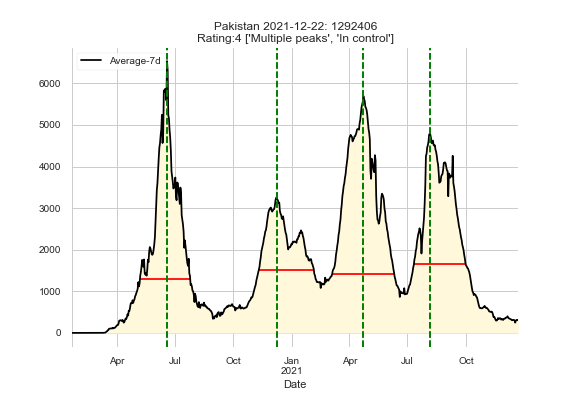 Pakistan 2021-12-22: 1292406
Rating:4 ['Multiple peaks', 'In control']
Average-7d
6000
5000
4000
3000
2000
1000
0
Apr Jul Oct Jan Apr Jul Oct
2021
Date